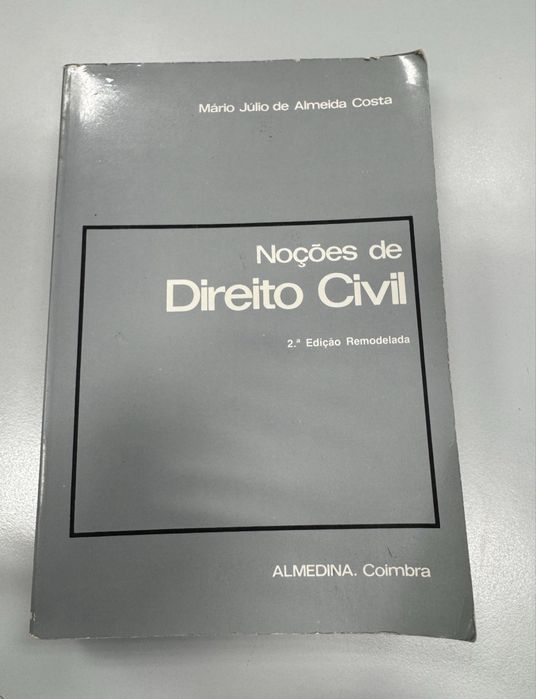 Mário Júlio de Almeida Costa
Noções de
Direito Civil
2.ª Edição Remodelada
ALMEDINA. Coimbra